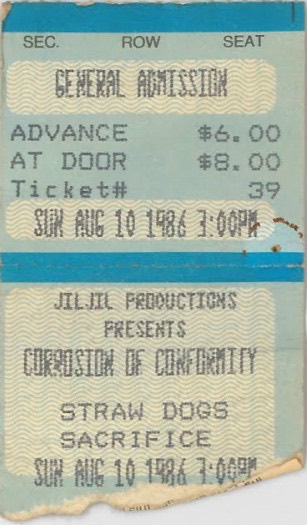 SEC. ROW SEAT
GENERAL ADMISSION
ADVANCE $6.00
AT DOOR $8.00
Ticket# 39
SUN AUG 10 1986 3:00PM
JILJIL PRODUCTIONS
PRESENTS
CORROSION OF CONFORMITY
STRAW DOGS
SACRIFICE
SUN AUG 10 1986 3:00PM